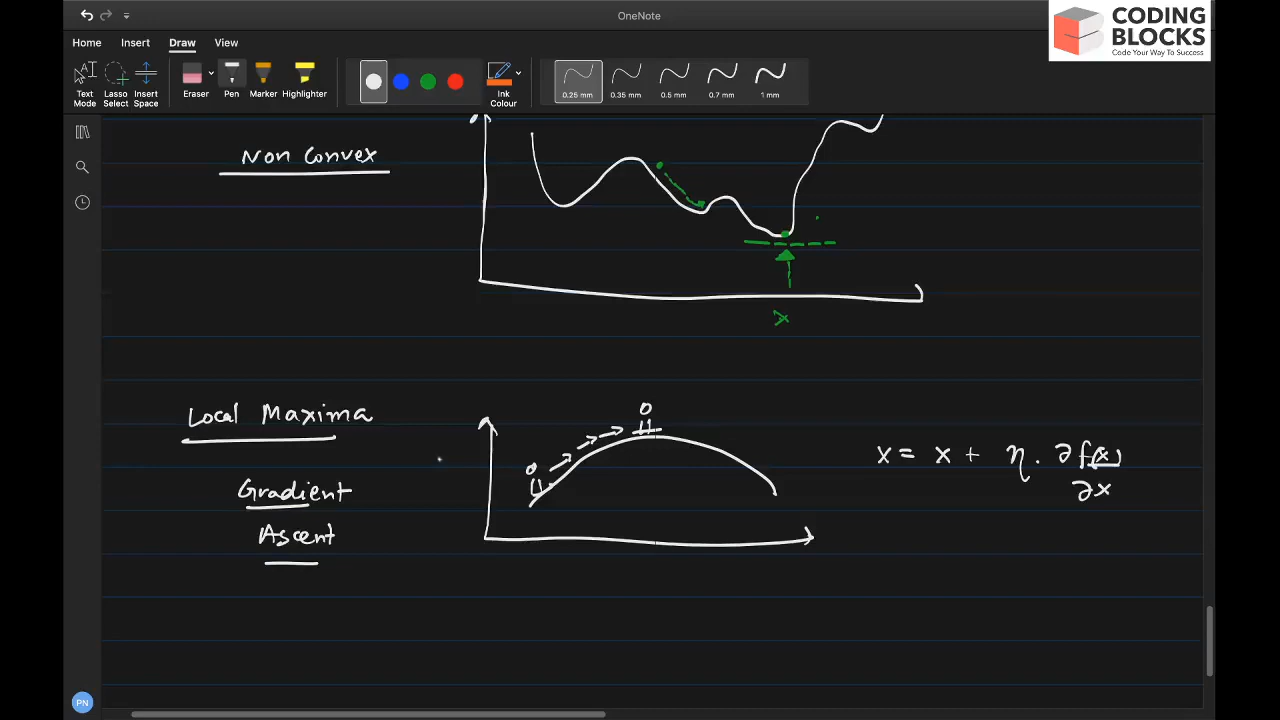 OneNote
CODING
BLOCKS
Code Your Way To Success
Home Insert Draw View
Text Mode
Lasso Select
Insert Space
Eraser
Pen
Marker
Highlighter
Ink Colour
0.25 mm 0.35 mm 0.5 mm 0.7 mm 1 mm
Non Convex
x
Local Maxima
Gradient
Ascent
x = x + η. ∂f(x)
∂x
PN